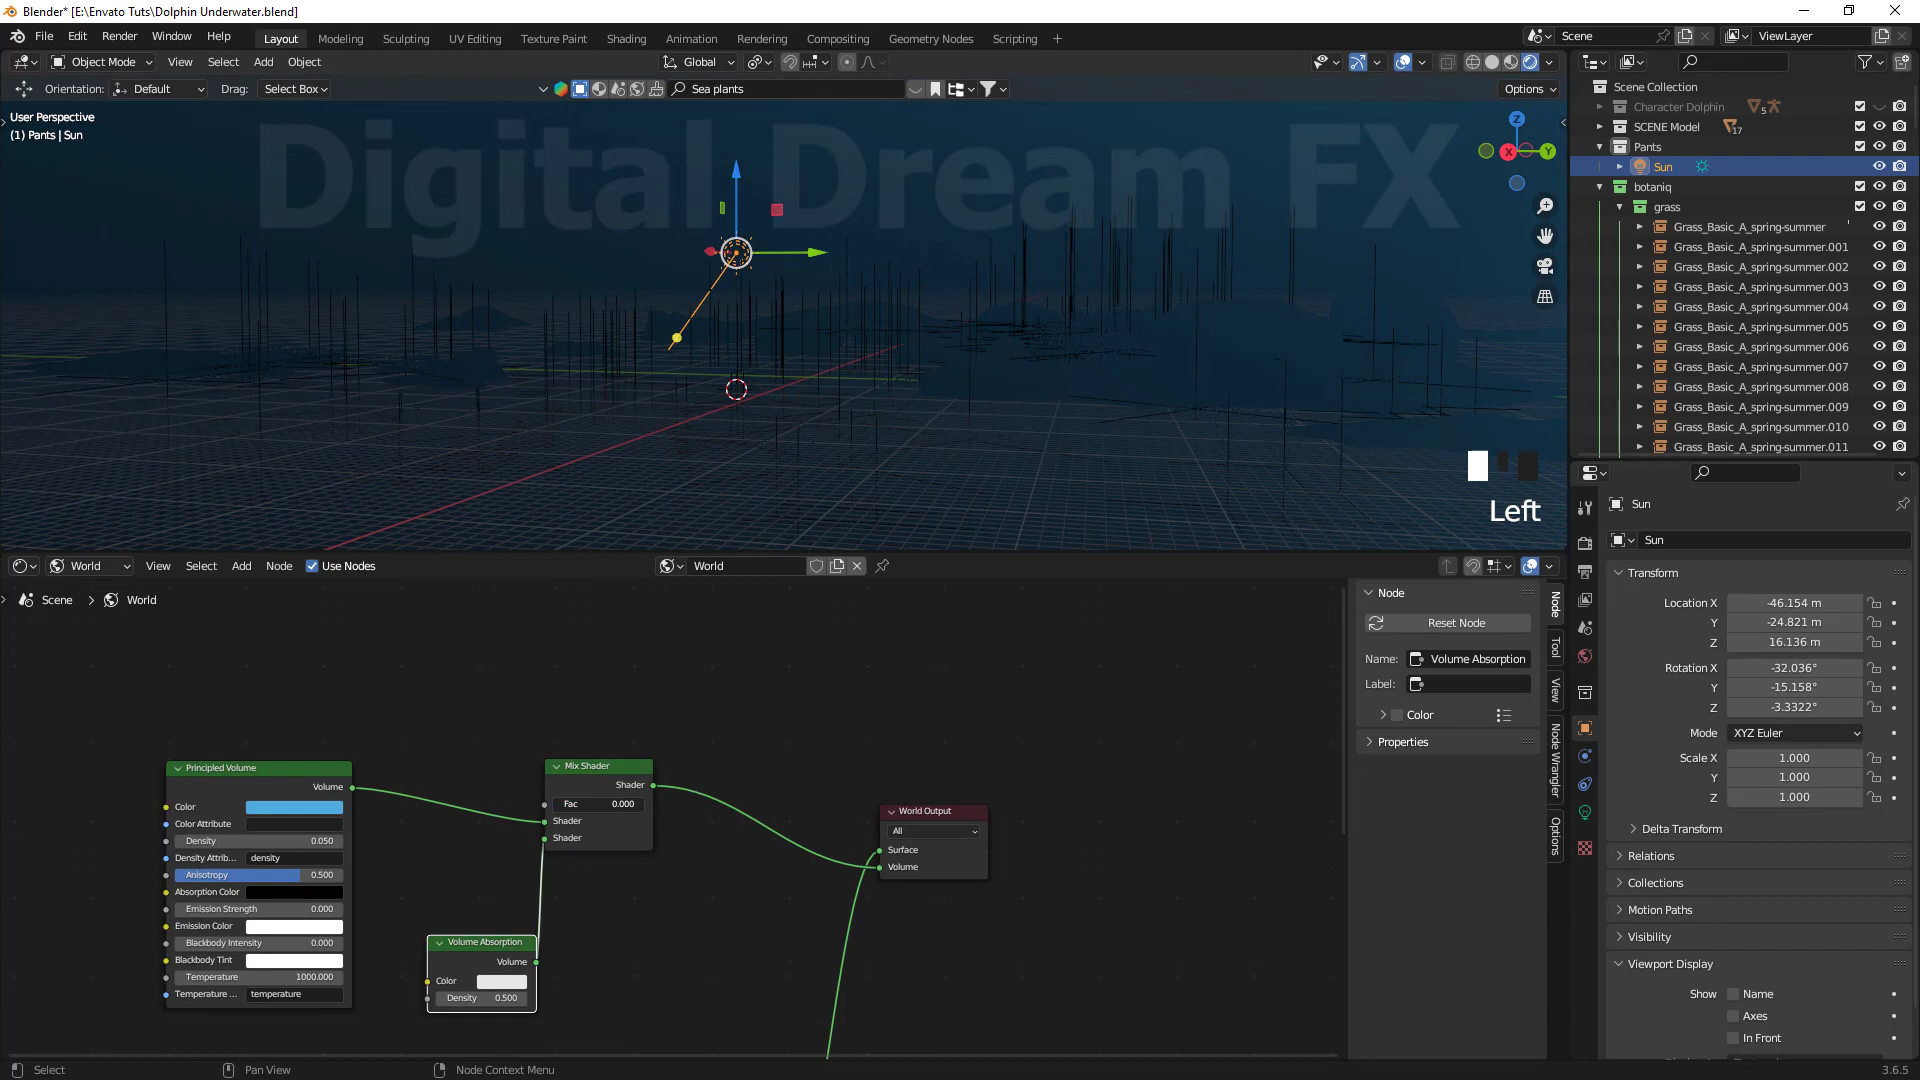 Blender* [E:\Envato Tuts\Dolphin Underwater.blend]
File Edit Render Window Help Layout Modeling Sculpting UV Editing Texture Paint Shading Animation Rendering Compositing Geometry Nodes Scripting + Scene ViewLayer
Object Mode View Select Add Object Global
Orientation: Default Drag: Select Box Sea plants Options
User Perspective
(1) Pants | Sun
Digital Dream FX
Z
X Y
Left
Scene Collection
Character Dolphin 5
SCENE Model 17
Pants
Sun
botaniq
grass
Grass_Basic_A_spring-summer
Grass_Basic_A_spring-summer.001
Grass_Basic_A_spring-summer.002
Grass_Basic_A_spring-summer.003
Grass_Basic_A_spring-summer.004
Grass_Basic_A_spring-summer.005
Grass_Basic_A_spring-summer.006
Grass_Basic_A_spring-summer.007
Grass_Basic_A_spring-summer.008
Grass_Basic_A_spring-summer.009
Grass_Basic_A_spring-summer.010
Grass_Basic_A_spring-summer.011
World View Select Add Node Use Nodes World
Scene > World
Principled Volume
Volume
Color
Color Attribute
Density 0.050
Density Attrib... density
Anisotropy 0.500
Absorption Color
Emission Strength 0.000
Emission Color
Blackbody Intensity 0.000
Blackbody Tint
Temperature 1000.000
Temperature ... temperature
Volume Absorption
Volume
Color
Density 0.500
Mix Shader
Shader
Fac 0.000
Shader
Shader
World Output
All
Surface
Volume
Node
Reset Node
Name: Volume Absorption
Label:
Color
Properties
Node
Tool
View
Node Wrangler
Options
Sun
Sun
Transform
Location X -46.154 m
Y -24.821 m
Z 16.136 m
Rotation X -32.036°
Y -15.158°
Z -3.3322°
Mode XYZ Euler
Scale X 1.000
Y 1.000
Z 1.000
Delta Transform
Relations
Collections
Motion Paths
Visibility
Viewport Display
Show Name
Axes
In Front
Select Pan View Node Context Menu 3.6.5